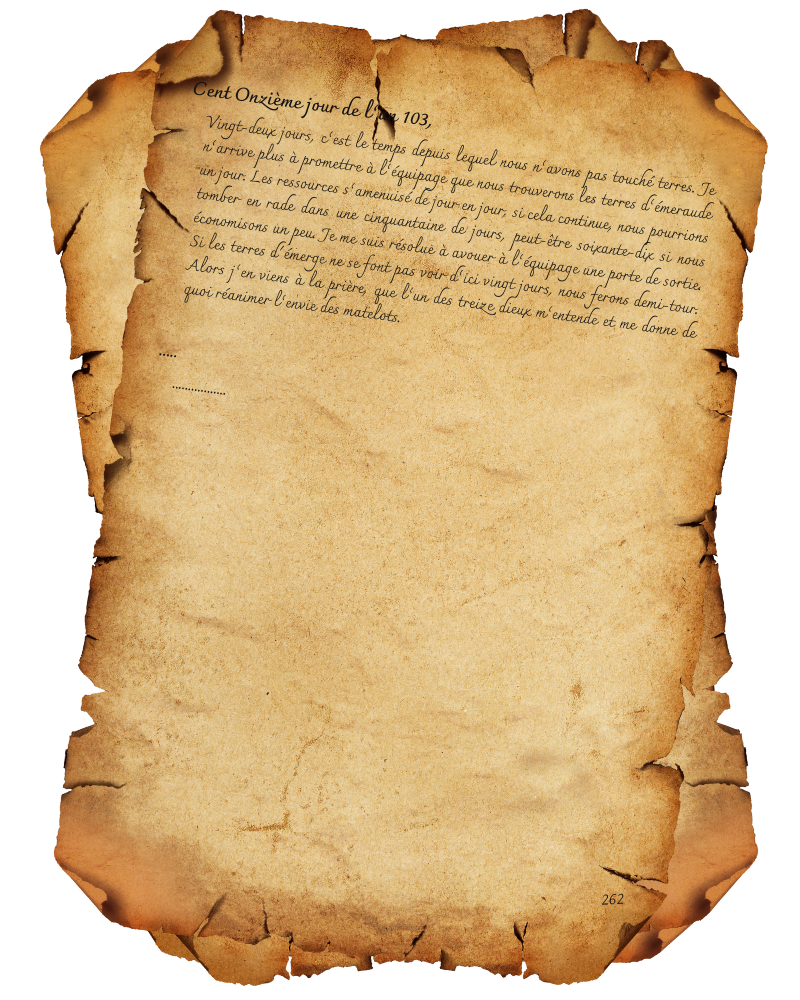 Cent Onzième jour de l'an 103,
Vingt-deux jours, c'est le temps depuis lequel nous n'avons pas touché terres. Je
n'arrive plus à promettre à l'équipage que nous trouverons les terres d'émeraude
un jour. Les ressources s'amenuise de jour en jour, si cela continue, nous pourrions
tomber en rade dans une cinquantaine de jours, peut-être soixante-dix si nous
économisons un peu. Je me suis résolue à avouer à l'équipage une porte de sortie.
Si les terres d'émerge ne se font pas voir d'ici vingt jours, nous ferons demi-tour.
Alors j'en viens à la prière, que l'un des treize dieux m'entende et me donne de
quoi réanimer l'envie des matelots.
.....
.................
262